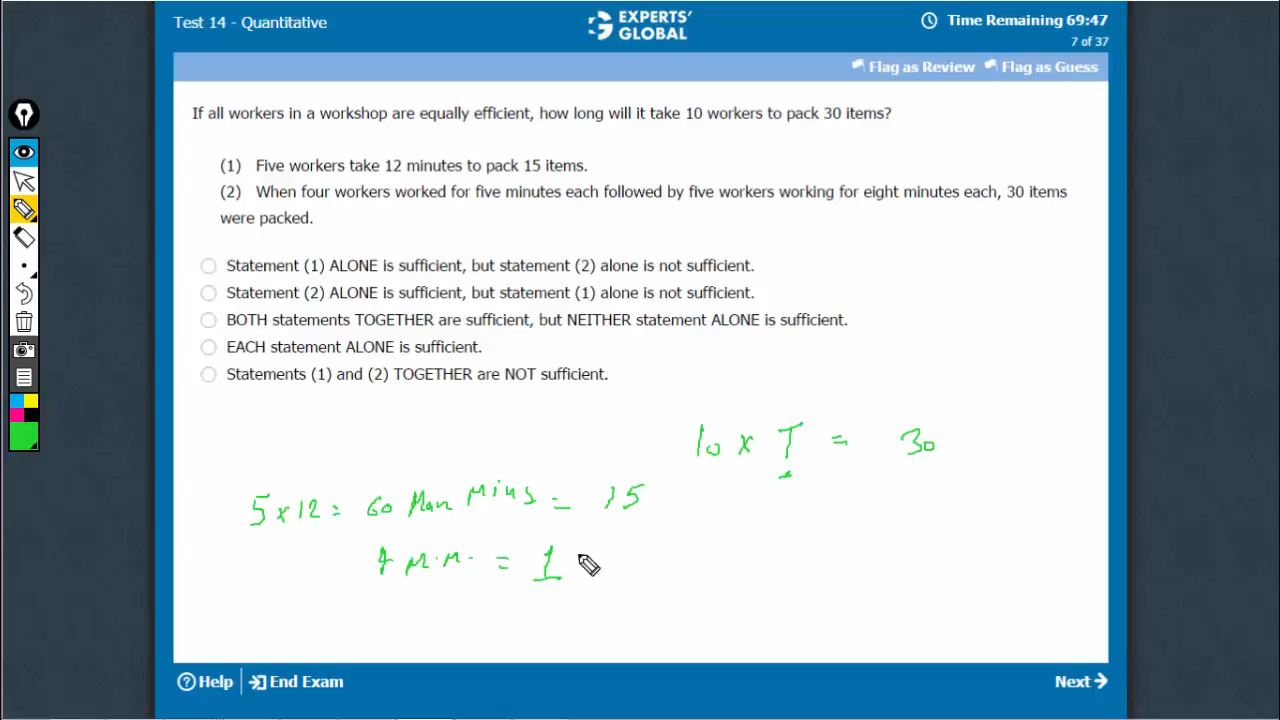 Test 14 - Quantitative
EXPERTS'
GLOBAL
Time Remaining 69:47
7 of 37
Flag as Review
Flag as Guess
If all workers in a workshop are equally efficient, how long will it take 10 workers to pack 30 items?
(1) Five workers take 12 minutes to pack 15 items.
(2) When four workers worked for five minutes each followed by five workers working for eight minutes each, 30 items
were packed.
Statement (1) ALONE is sufficient, but statement (2) alone is not sufficient.
Statement (2) ALONE is sufficient, but statement (1) alone is not sufficient.
BOTH statements TOGETHER are sufficient, but NEITHER statement ALONE is sufficient.
EACH statement ALONE is sufficient.
Statements (1) and (2) TOGETHER are NOT sufficient.
10 x T = 30
5 x 12 = 60 Man Mins = 15
4 M.M. = 1
Help
End Exam
Next